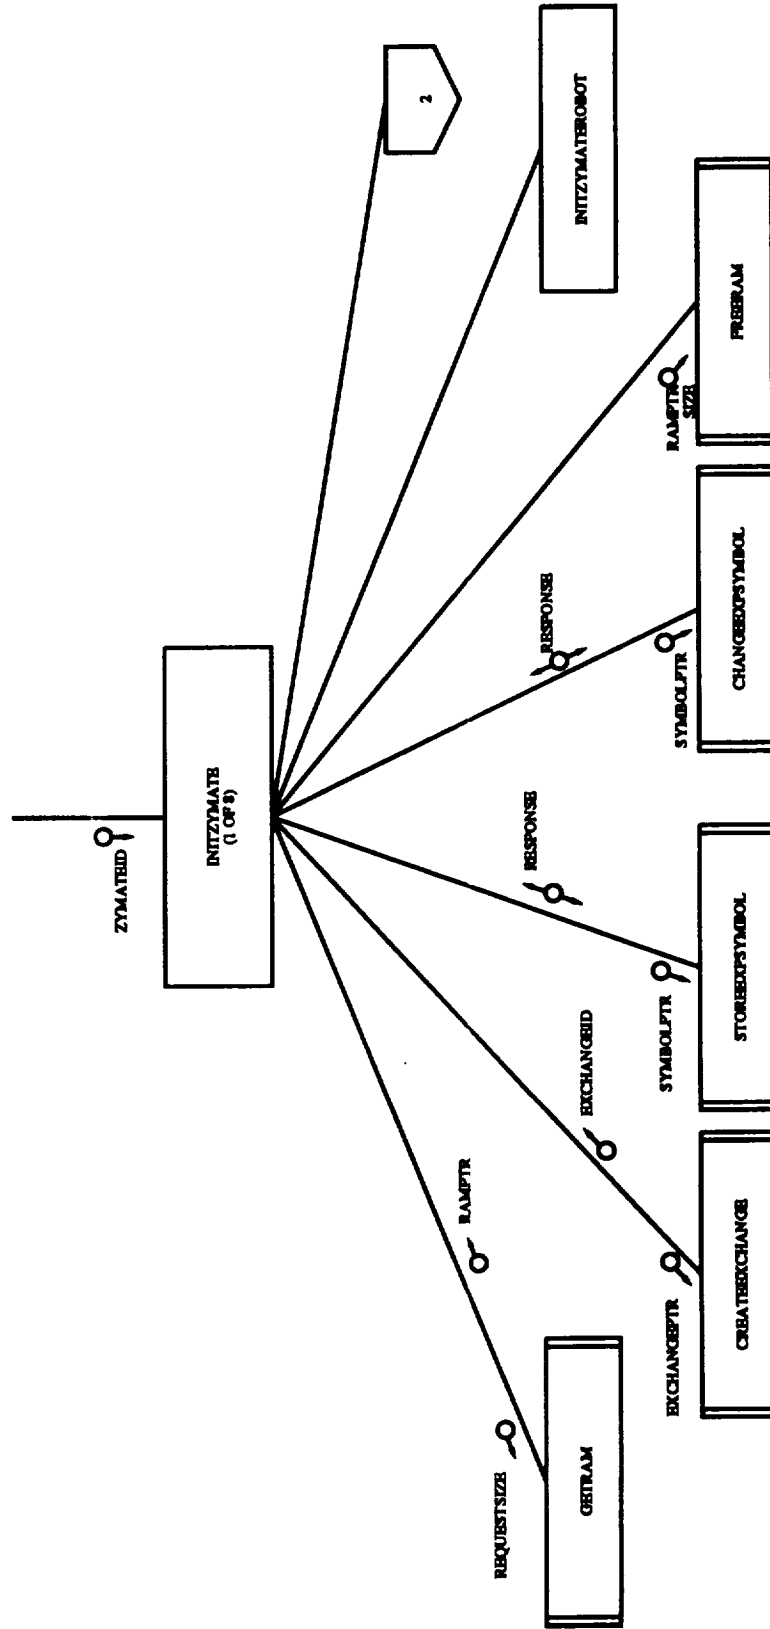 ZYMATEID
INITZYMATE
(1 OF 8)
2
RAMPTR
REQUESTSIZE
RESPONSE
RESPONSE
EXCHANGEID
GETRAM
INITZYMATEROBOT
EXCHANGEPTR
SYMBOLPTR
SYMBOLPTR
RAMPTR
SIZE
CREATEEXCHANGE
STOREEXPSYMBOL
CHANGEEXPSYMBOL
FREERAM